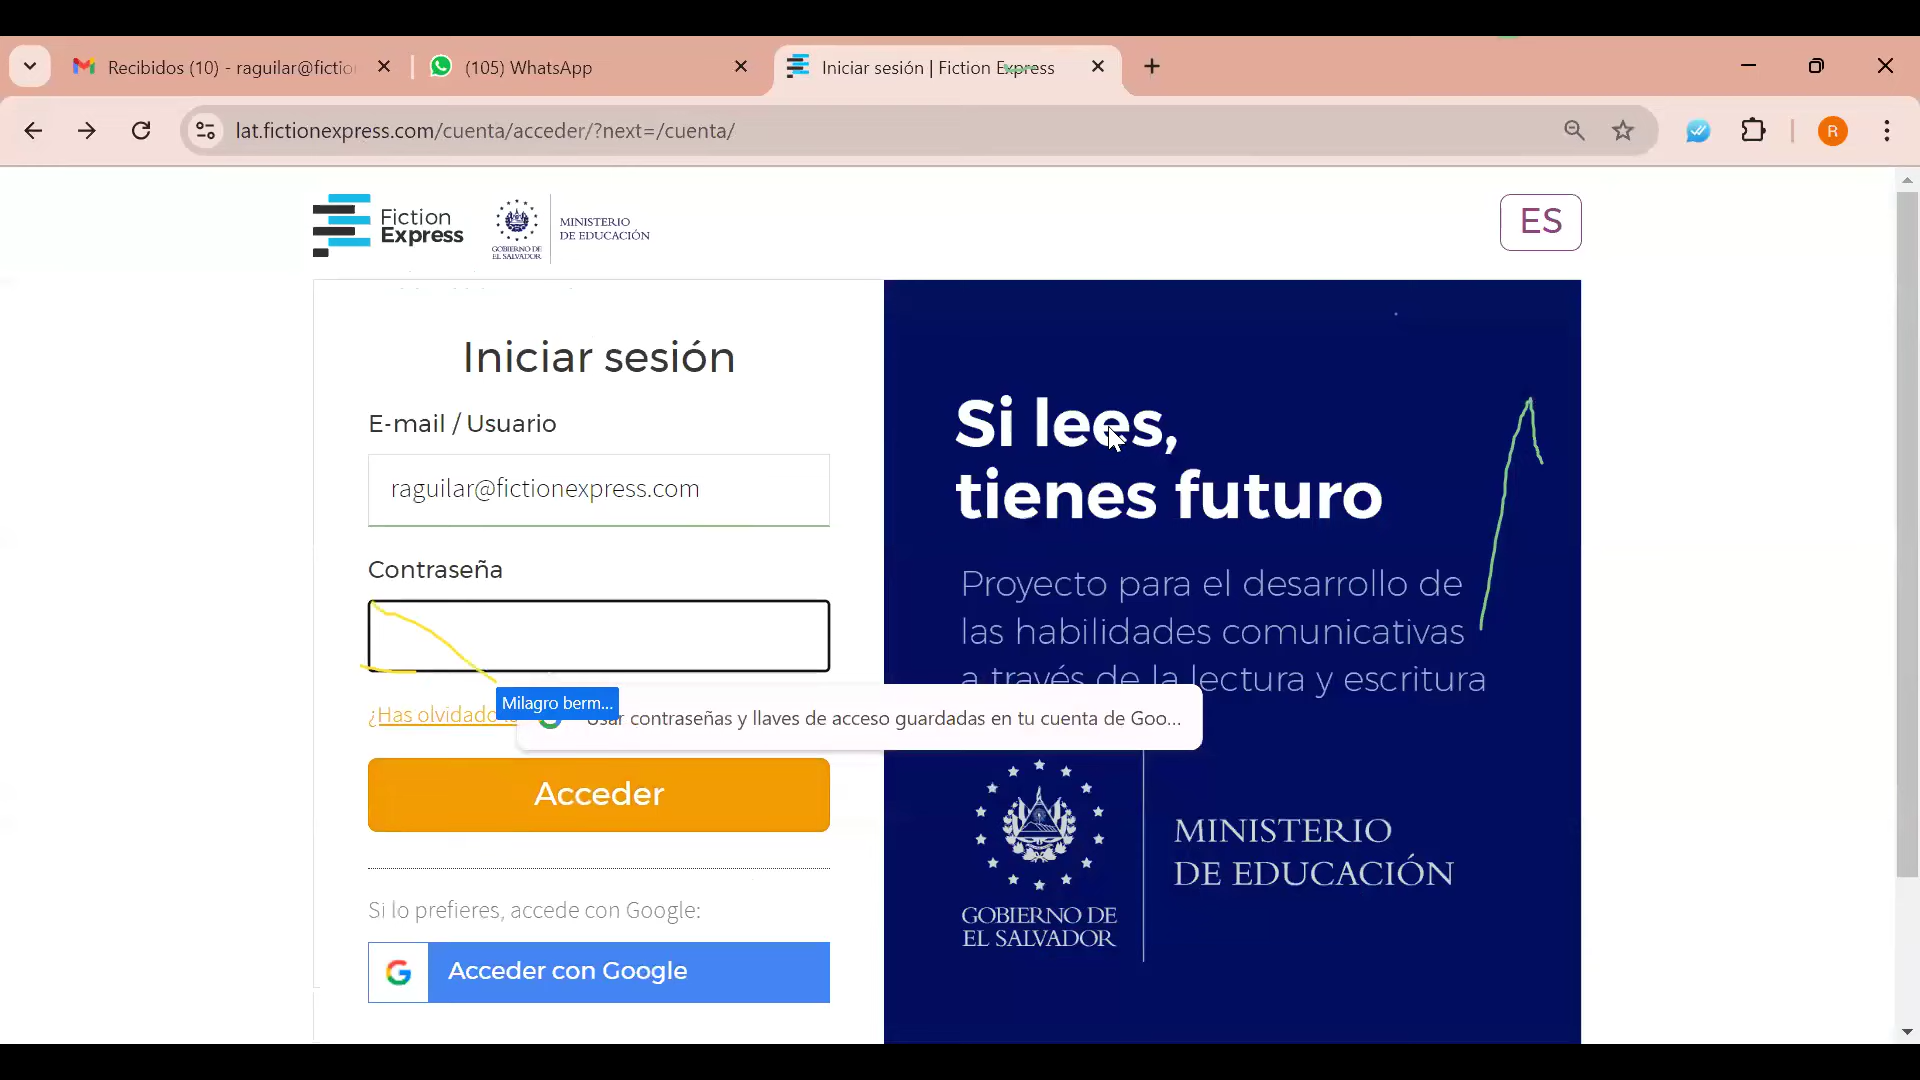 Recibidos (10) - raguilar@fictio
(105) WhatsApp
Iniciar sesión | Fiction Express
lat.fictionexpress.com/cuenta/acceder/?next=/cuenta/
R
Fiction
Express
GOBIERNO DE
EL SALVADOR
MINISTERIO
DE EDUCACIÓN
ES
Iniciar sesión
E-mail / Usuario
raguilar@fictionexpress.com
Contraseña
Milagro berm...
¿Has olvidado
Usar contraseñas y llaves de acceso guardadas en tu cuenta de Goo...
Acceder
Si lo prefieres, accede con Google:
Acceder con Google
Si lees,
tienes futuro
Proyecto para el desarrollo de
las habilidades comunicativas
a través de la lectura y escritura
GOBIERNO DE
EL SALVADOR
MINISTERIO
DE EDUCACIÓN